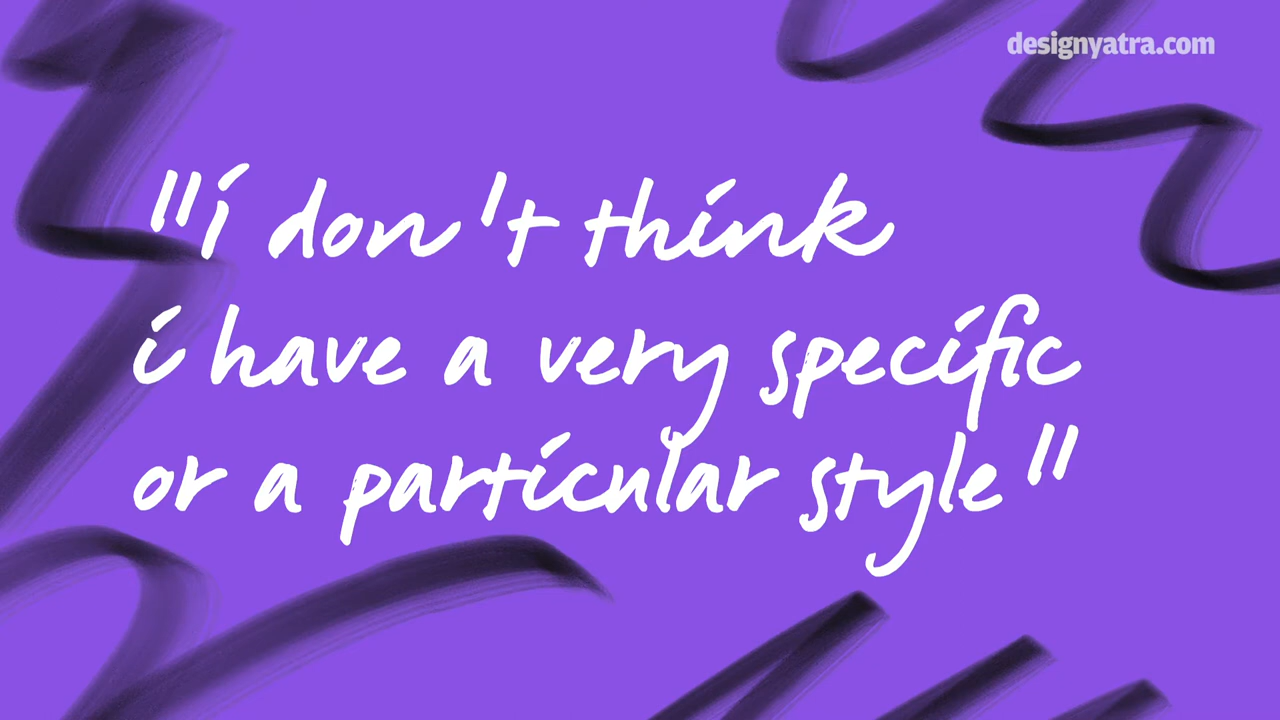 designyatra.com
"i don't think
i have a very specific
or a particular style"